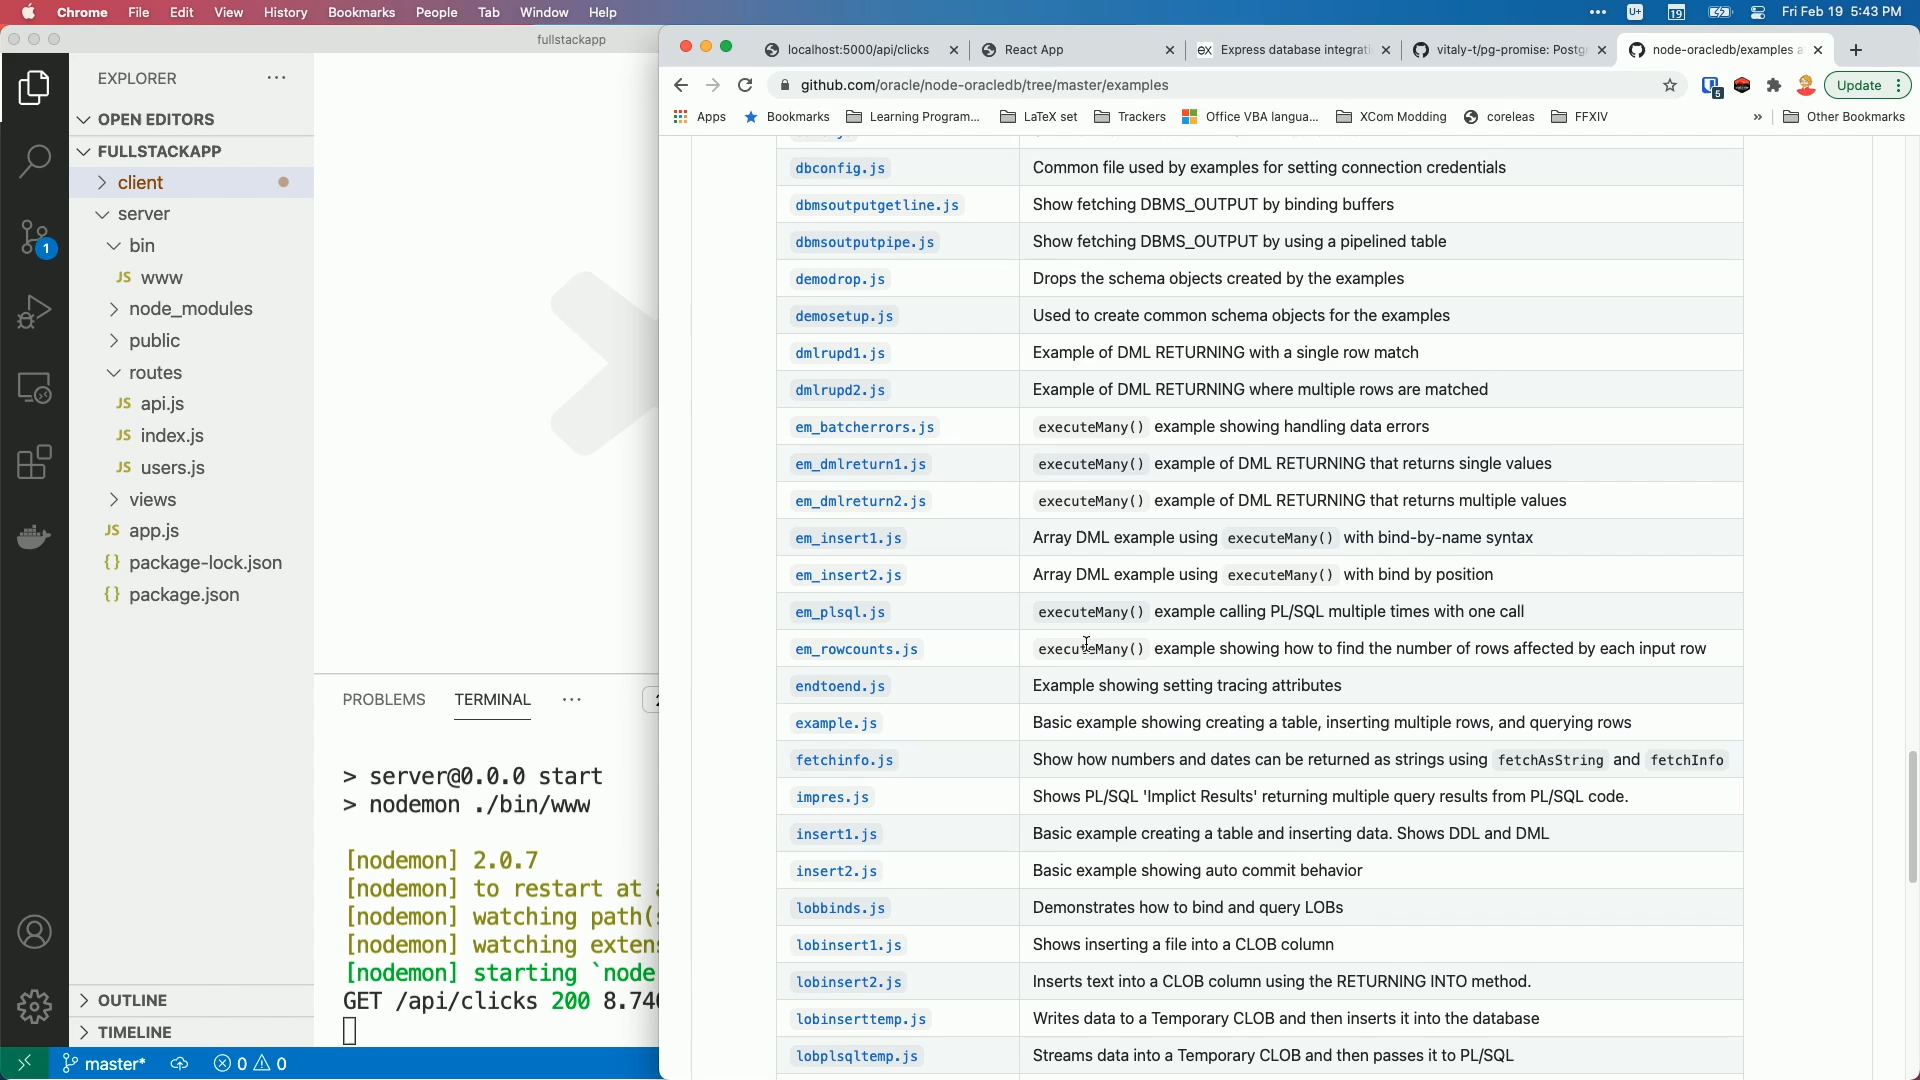 Chrome File Edit View History Bookmarks People Tab Window Help
U+ 19 Fri Feb 19 5:43 PM
fullstackapp
EXPLORER ···
OPEN EDITORS
FULLSTACKAPP
client
server
bin
JS www
node_modules
public
routes
JS api.js
JS index.js
JS users.js
views
JS app.js
{} package-lock.json
{} package.json
OUTLINE
TIMELINE
1
PROBLEMS TERMINAL ··· 2
> server@0.0.0 start
> nodemon ./bin/www
[nodemon] 2.0.7
[nodemon] to restart at a
[nodemon] watching path(s
[nodemon] watching extens
[nodemon] starting `node
GET /api/clicks 200 8.740
master* 0 0
localhost:5000/api/clicks
React App
ex Express database integrati
vitaly-t/pg-promise: Postg
node-oracledb/examples a
github.com/oracle/node-oracledb/tree/master/examples
5 Update
Apps Bookmarks Learning Program... LaTeX set Trackers Office VBA langua... XCom Modding coreleas FFXIV » Other Bookmarks
dbconfig.js Common file used by examples for setting connection credentials
dbmsoutputgetline.js Show fetching DBMS_OUTPUT by binding buffers
dbmsoutputpipe.js Show fetching DBMS_OUTPUT by using a pipelined table
demodrop.js Drops the schema objects created by the examples
demosetup.js Used to create common schema objects for the examples
dmlrupd1.js Example of DML RETURNING with a single row match
dmlrupd2.js Example of DML RETURNING where multiple rows are matched
em_batcherrors.js executeMany() example showing handling data errors
em_dmlreturn1.js executeMany() example of DML RETURNING that returns single values
em_dmlreturn2.js executeMany() example of DML RETURNING that returns multiple values
em_insert1.js Array DML example using executeMany() with bind-by-name syntax
em_insert2.js Array DML example using executeMany() with bind by position
em_plsql.js executeMany() example calling PL/SQL multiple times with one call
em_rowcounts.js executeMany() example showing how to find the number of rows affected by each input row
endtoend.js Example showing setting tracing attributes
example.js Basic example showing creating a table, inserting multiple rows, and querying rows
fetchinfo.js Show how numbers and dates can be returned as strings using fetchAsString and fetchInfo
impres.js Shows PL/SQL 'Implict Results' returning multiple query results from PL/SQL code.
insert1.js Basic example creating a table and inserting data. Shows DDL and DML
insert2.js Basic example showing auto commit behavior
lobbinds.js Demonstrates how to bind and query LOBs
lobinsert1.js Shows inserting a file into a CLOB column
lobinsert2.js Inserts text into a CLOB column using the RETURNING INTO method.
lobinserttemp.js Writes data to a Temporary CLOB and then inserts it into the database
lobplsqltemp.js Streams data into a Temporary CLOB and then passes it to PL/SQL